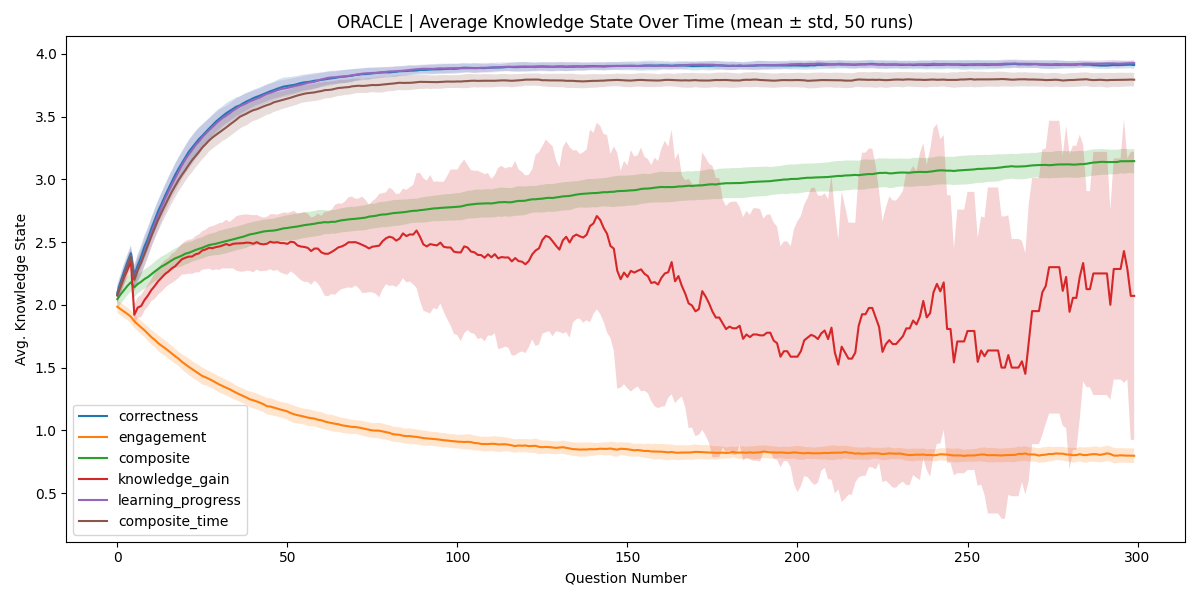 ORACLE | Average Knowledge State Over Time (mean ± std, 50 runs)
Avg. Knowledge State
4.0
3.5
3.0
2.5
2.0
1.5
1.0
0.5
correctness
engagement
composite
knowledge_gain
learning_progress
composite_time
0 50 100 150 200 250 300
Question Number